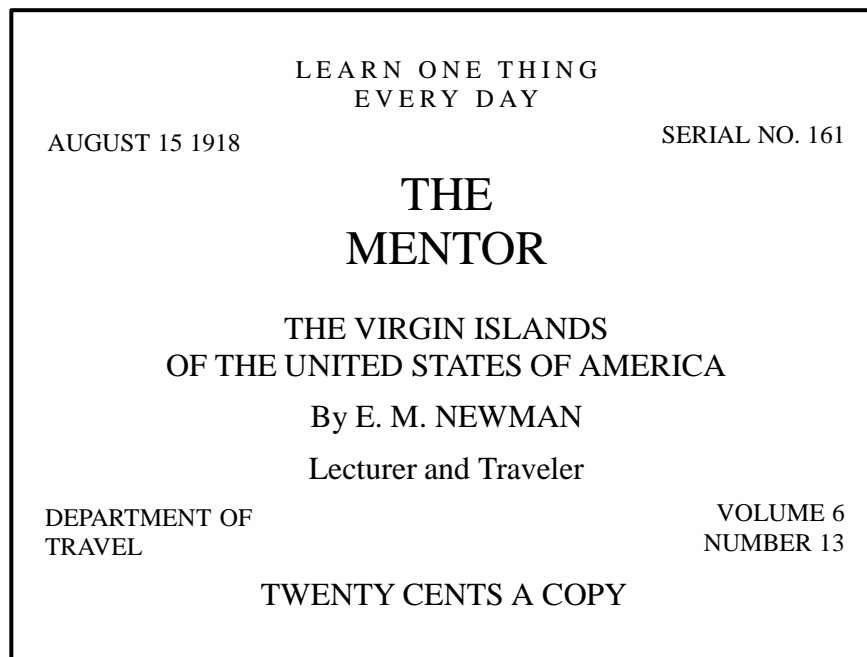 LEARN ONE THING
EVERY DAY
AUGUST 15 1918
SERIAL NO. 161
THE
MENTOR
THE VIRGIN ISLANDS
OF THE UNITED STATES OF AMERICA
By E. M. NEWMAN
Lecturer and Traveler
DEPARTMENT OF
TRAVEL
VOLUME 6
NUMBER 13
TWENTY CENTS A COPY